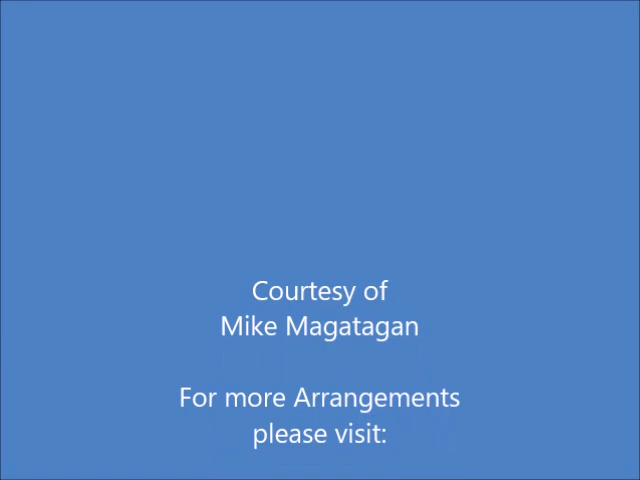 Courtesy of
Mike Magatagan
For more Arrangements
please visit: